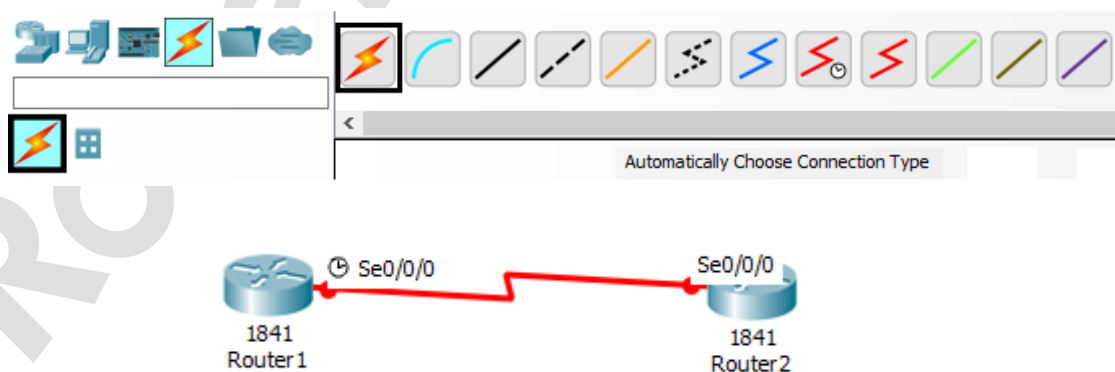 Automatically Choose Connection Type
Se0/0/0
Se0/0/0
1841
Router1
1841
Router2